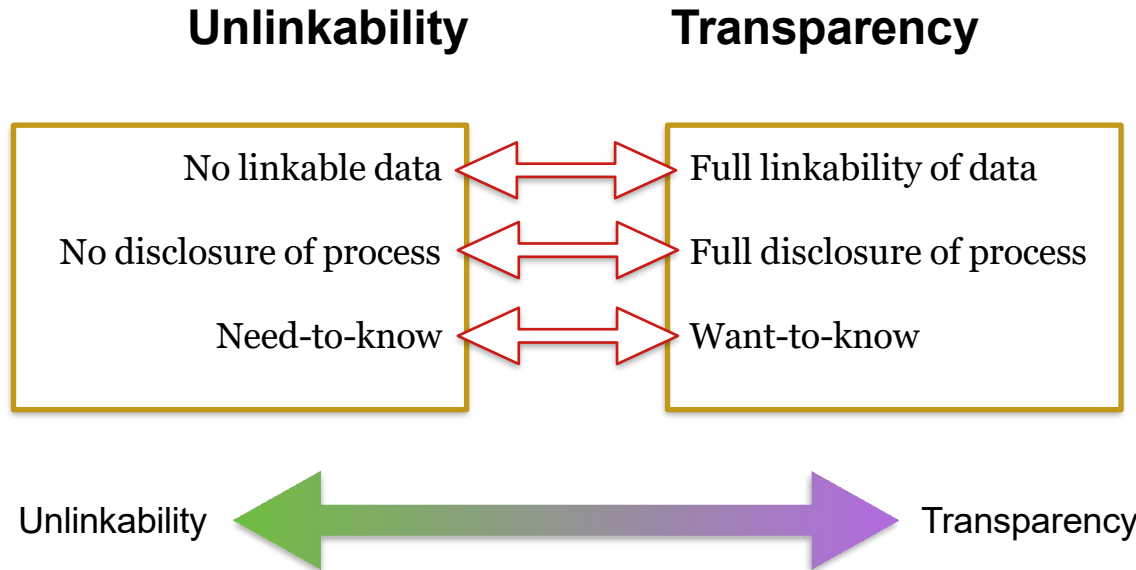 Unlinkability
Transparency
No linkable data
Full linkability of data
No disclosure of process
Full disclosure of process
Need-to-know
Want-to-know
Unlinkability
Transparency